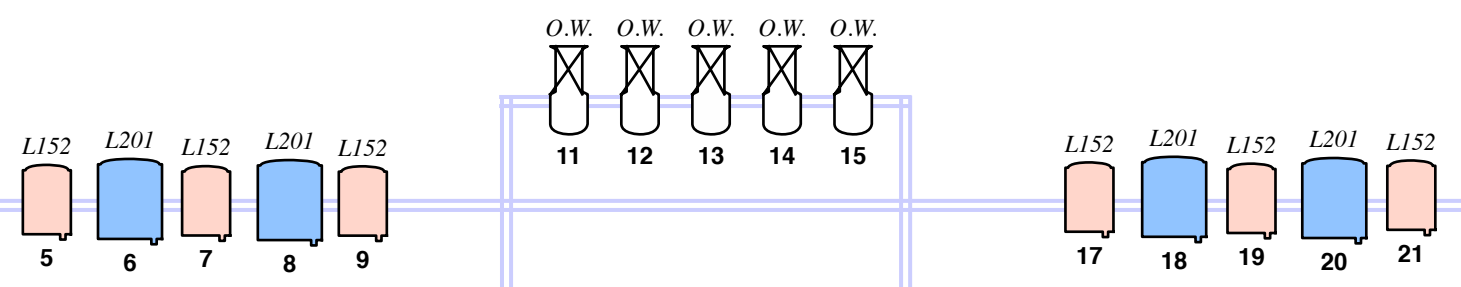 O.W. O.W. O.W. O.W. O.W.
11 12 13 14 15
L152 L201 L152 L201 L152
5 6 7 8 9
L152 L201 L152 L201 L152
17 18 19 20 21